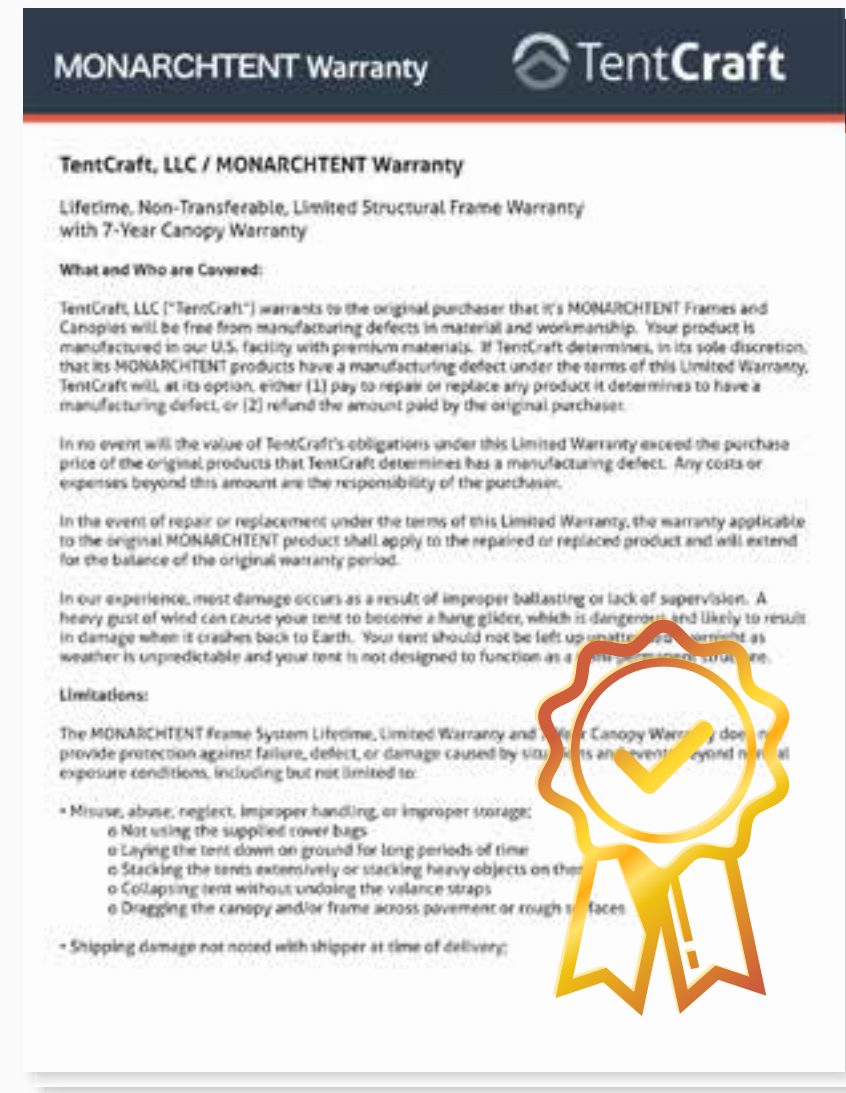 MONARCHTENT Warranty
TentCraft
TentCraft, LLC / MONARCHTENT Warranty
Lifetime, Non-Transferable, Limited Structural Frame Warranty
with 7-Year Canopy Warranty
What and Who are Covered:
TentCraft, LLC ("TentCraft") warrants to the original purchaser that it's MONARCHTENT Frames and
Canopies will be free from manufacturing defects in material and workmanship. Your product is
manufactured in our U.S. facility with premium materials. If TentCraft determines, in its sole discretion,
that its MONARCHTENT products have a manufacturing defect under the terms of this Limited Warranty,
TentCraft will, at its option, either (1) pay to repair or replace any product it determines to have a
manufacturing defect, or (2) refund the amount paid by the original purchaser.
In no event will the value of TentCraft's obligations under this Limited Warranty exceed the purchase
price of the original products that TentCraft determines has a manufacturing defect. Any costs or
expenses beyond this amount are the responsibility of the purchaser.
In the event of repair or replacement under the terms of this Limited Warranty, the warranty applicable
to the original MONARCHTENT product shall apply to the repaired or replaced product and will extend
for the balance of the original warranty period.
In our experience, most damage occurs as a result of improper ballasting or lack of supervision. A
heavy gust of wind can cause your tent to become a hang glider, which is dangerous and likely to result
in damage when it crashes back to Earth. Your tent should not be left up overnight as
weather is unpredictable and your tent is not designed to function as a
Limitations:
The MONARCHTENT Frame System Lifetime, Limited Warranty and Canopy
provide protection against failure, defect, or damage caused by and
exposure conditions, including but not limited to:
• Misuse, abuse, neglect, improper handling, or improper storage;
o Not using the supplied cover bags
o Laying the tent down on ground for long periods of time
o Stacking the tents extensively or stacking heavy objects on
o Collapsing tent without undoing the valance straps
o Dragging the canopy and/or frame across pavement or rough
• Shipping damage not noted with shipper at time of delivery;